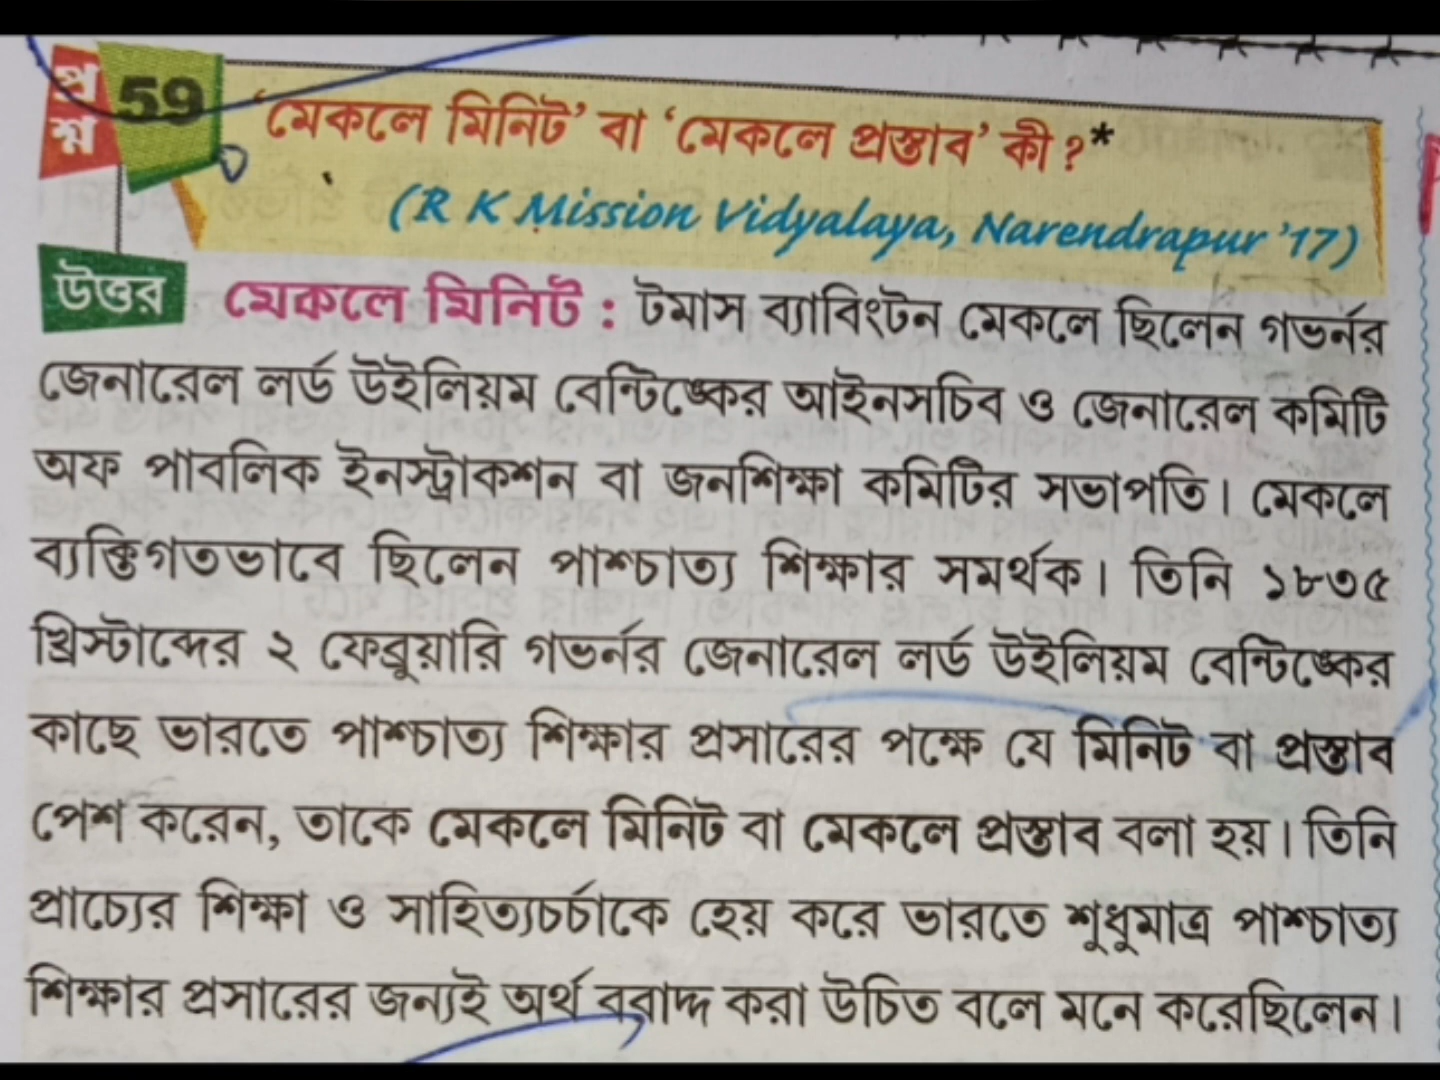 প্রশ্ন 59 ‘মেকলে মিনিট’ বা ‘মেকলে প্রস্তাব’ কী?*
(R K Mission Vidyalaya, Narendrapur '17)
উত্তর মেকলে মিনিট : টমাস ব্যাবিংটন মেকলে ছিলেন গভর্নর
জেনারেল লর্ড উইলিয়ম বেন্টিঙ্কের আইনসচিব ও জেনারেল কমিটি
অফ পাবলিক ইনস্ট্রাকশন বা জনশিক্ষা কমিটির সভাপতি। মেকলে
ব্যক্তিগতভাবে ছিলেন পাশ্চাত্য শিক্ষার সমর্থক। তিনি ১৮৩৫
খ্রিস্টাব্দের ২ ফেব্রুয়ারি গভর্নর জেনারেল লর্ড উইলিয়ম বেন্টিঙ্কের
কাছে ভারতে পাশ্চাত্য শিক্ষার প্রসারের পক্ষে যে মিনিট বা প্রস্তাব
পেশ করেন, তাকে মেকলে মিনিট বা মেকলে প্রস্তাব বলা হয়। তিনি
প্রাচ্যের শিক্ষা ও সাহিত্যচর্চাকে হেয় করে ভারতে শুধুমাত্র পাশ্চাত্য
শিক্ষার প্রসারের জন্যই অর্থ বরাদ্দ করা উচিত বলে মনে করেছিলেন।